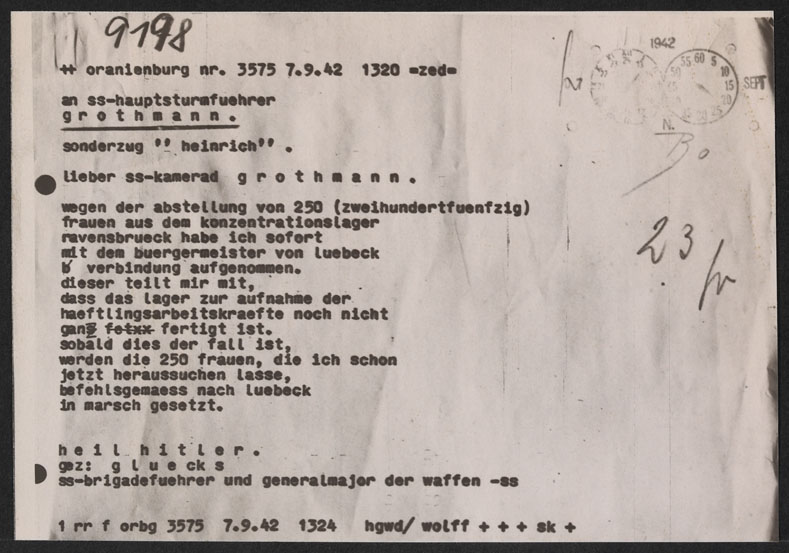 9198
1942
SEPT
N.
oranienburg nr. 3575 7.9.42 1320 =zed=
an ss-hauptsturmfuehrer
g r o t h m a n n .
sonderzug '' heinrich'' .
lieber ss-kamerad g r o t h m a n n .
wegen der abstellung von 250 (zweihundertfuenfzig)
frauen aus dem konzentrationslager
ravensbrueck habe ich sofort
mit dem buergermeister von luebeck
b verbindung aufgenommen.
dieser teilt mir mit,
dass das lager zur aufnahme der
haeftlingsarbeitskraefte noch nicht
ganz fetxx fertigt ist.
sobald dies der fall ist,
werden die 250 frauen, die ich schon
jetzt heraussuchen lasse,
befehlsgemaess nach luebeck
in marsch gesetzt.
23
h e i l h i t l e r .
gez: g l u e c k s
ss-brigadefuehrer und generalmajor der waffen -ss
1 rr f orbg 3575 7.9.42 1324 hgwd/ wolff + + + sk +